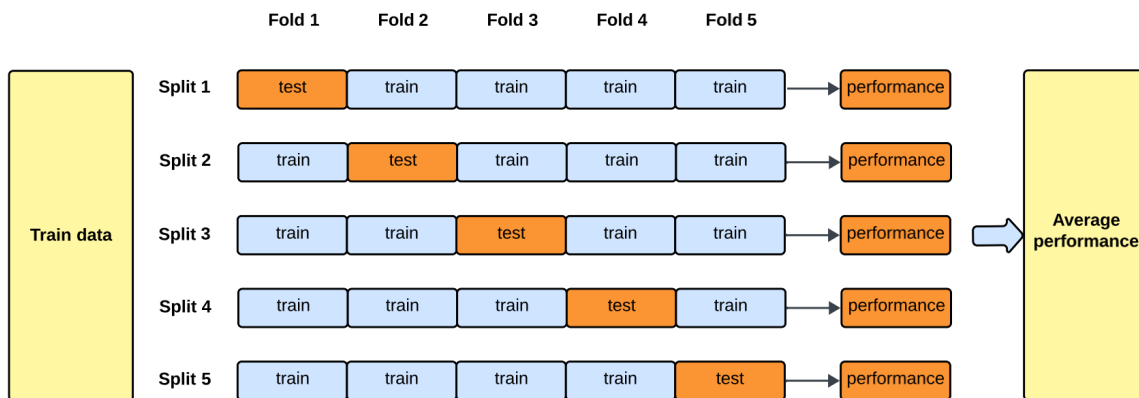 Fold 1 Fold 2 Fold 3 Fold 4 Fold 5
Split 1 test train train train train performance
Split 2 train test train train train performance
Train data Split 3 train train test train train performance Average
performance
Split 4 train train train test train performance
Split 5 train train train train test performance